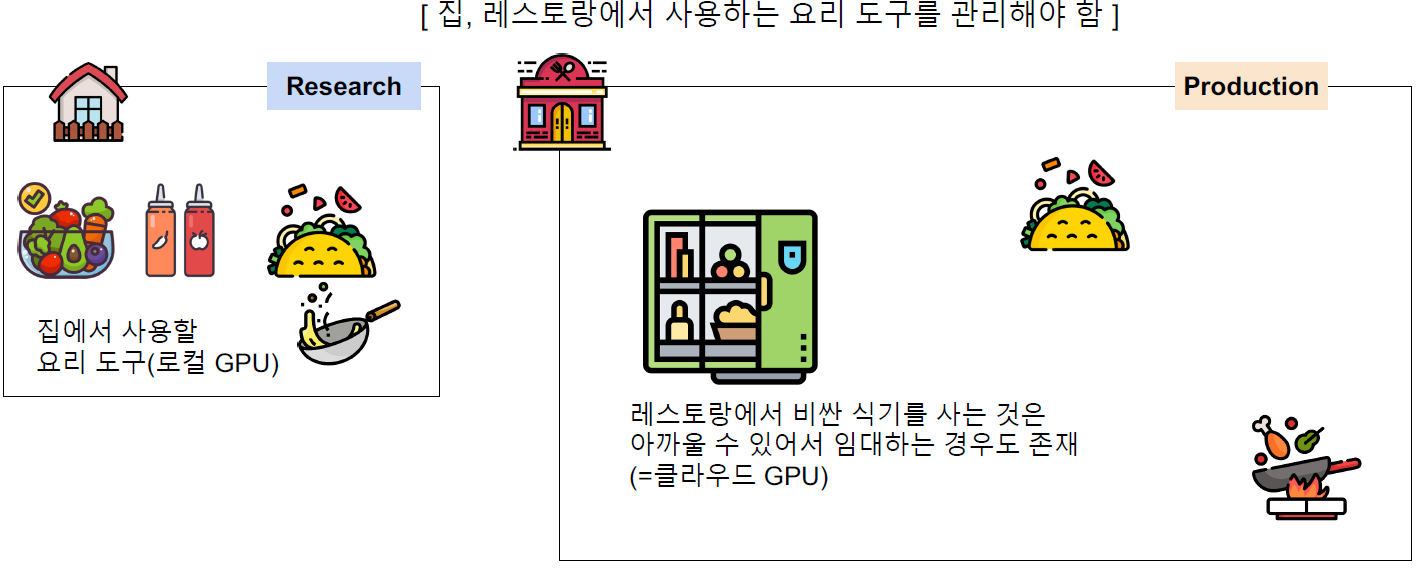 [ 집, 레스토랑에서 사용하는 요리 도구를 관리해야 함 ]
Research
Production
집에서 사용할
요리 도구(로컬 GPU)
레스토랑에서 비싼 식기를 사는 것은
아까울 수 있어서 임대하는 경우도 존재
(=클라우드 GPU)